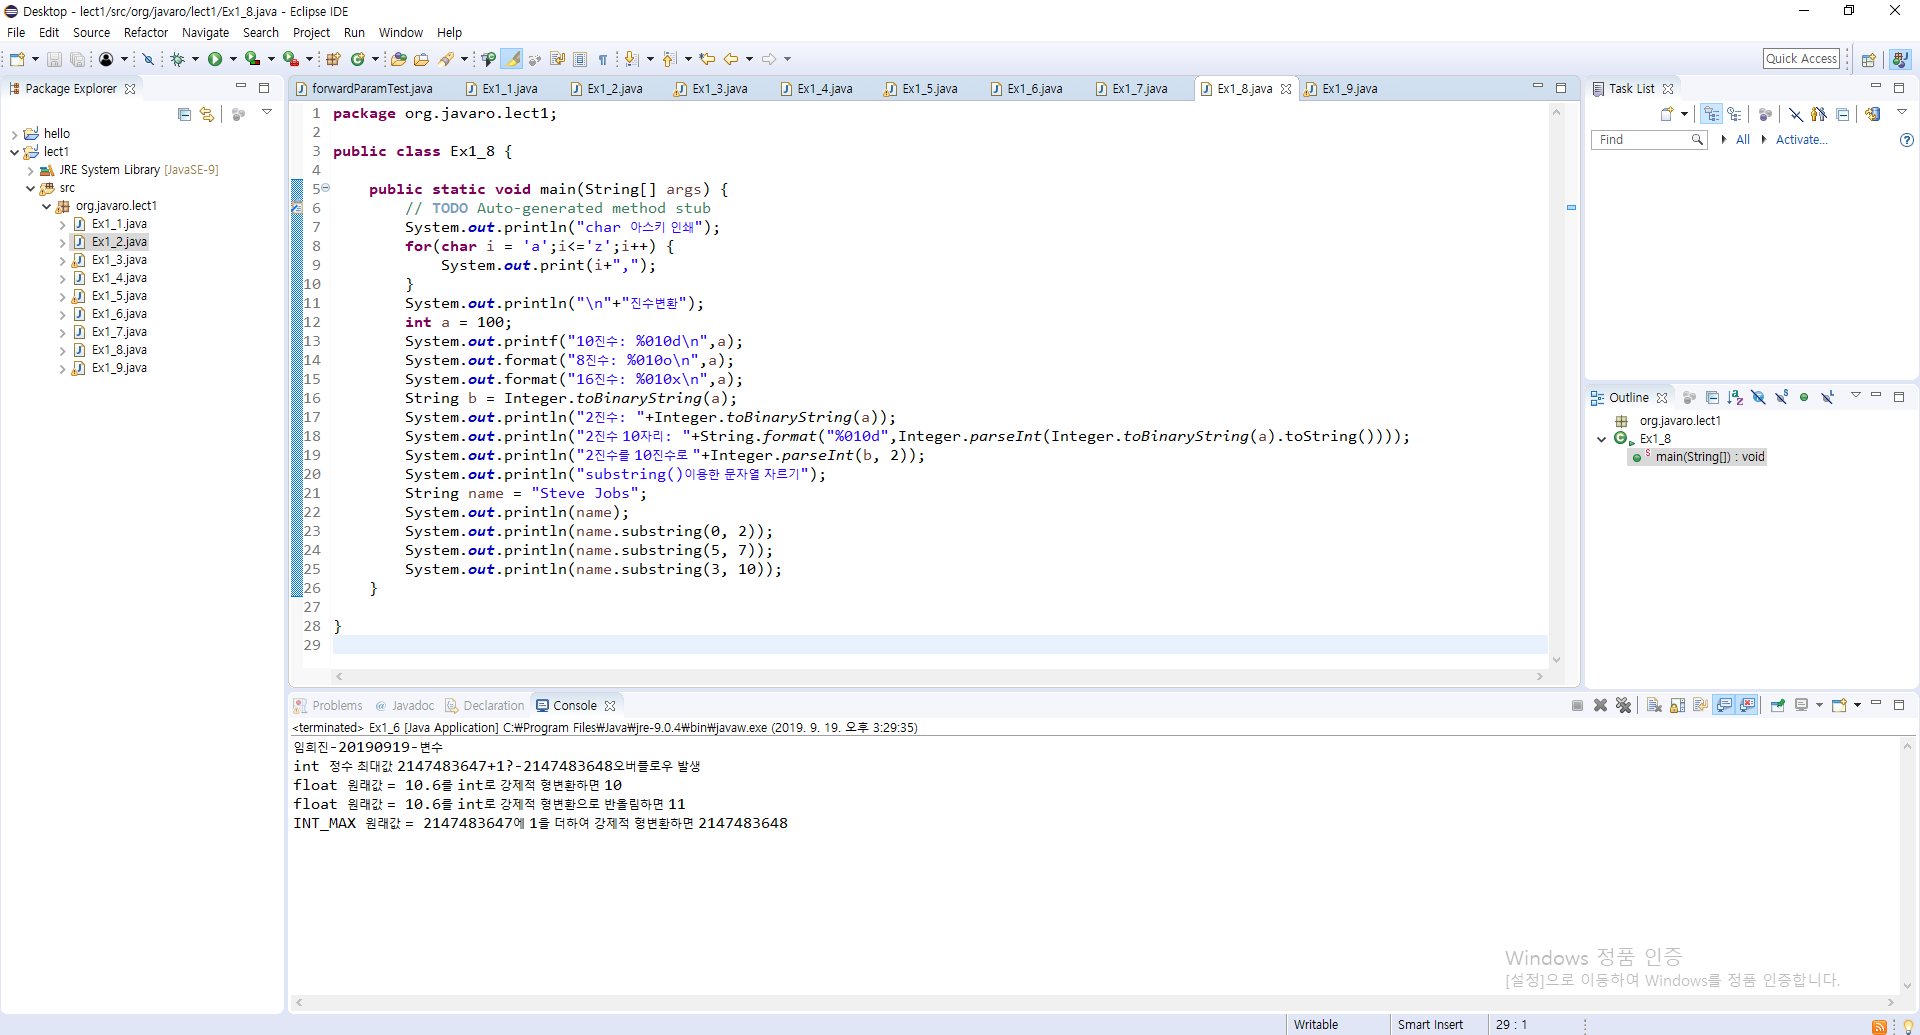 Desktop - lect1/src/org/javaro/lect1/Ex1_8.java - Eclipse IDE
File Edit Source Refactor Navigate Search Project Run Window Help
Quick Access
Package Explorer
hello
lect1
JRE System Library [JavaSE-9]
src
org.javaro.lect1
Ex1_1.java
Ex1_2.java
Ex1_3.java
Ex1_4.java
Ex1_5.java
Ex1_6.java
Ex1_7.java
Ex1_8.java
Ex1_9.java
forwardParamTest.java Ex1_1.java Ex1_2.java Ex1_3.java Ex1_4.java Ex1_5.java Ex1_6.java Ex1_7.java Ex1_8.java Ex1_9.java
1 package org.javaro.lect1;
2
3 public class Ex1_8 {
4
5 public static void main(String[] args) {
6 // TODO Auto-generated method stub
7 System.out.println("char 아스키 인쇄");
8 for(char i = 'a';i<='z';i++) {
9 System.out.print(i+",");
10 }
11 System.out.println("\n"+"진수변환");
12 int a = 100;
13 System.out.printf("10진수: %010d\n",a);
14 System.out.format("8진수: %010o\n",a);
15 System.out.format("16진수: %010x\n",a);
16 String b = Integer.toBinaryString(a);
17 System.out.println("2진수: "+Integer.toBinaryString(a));
18 System.out.println("2진수 10자리: "+String.format("%010d",Integer.parseInt(Integer.toBinaryString(a).toString())));
19 System.out.println("2진수를 10진수로 "+Integer.parseInt(b, 2));
20 System.out.println("substring()이용한 문자열 자르기");
21 String name = "Steve Jobs";
22 System.out.println(name);
23 System.out.println(name.substring(0, 2));
24 System.out.println(name.substring(5, 7));
25 System.out.println(name.substring(3, 10));
26 }
27
28 }
29
Task List
Find All Activate...
Outline
org.javaro.lect1
Ex1_8
main(String[]) : void
Problems Javadoc Declaration Console
<terminated> Ex1_6 [Java Application] C:₩Program Files₩Java₩jre-9.0.4₩bin₩javaw.exe (2019. 9. 19. 오후 3:29:35)
임희진-20190919-변수
int 정수 최대값 2147483647+1?-2147483648오버플로우 발생
float 원래값 = 10.6를 int로 강제적 형변환하면 10
float 원래값 = 10.6를 int로 강제적 형변환으로 반올림하면 11
INT_MAX 원래값 = 2147483647에 1을 더하여 강제적 형변환하면 2147483648
Windows 정품 인증
[설정]으로 이동하여 Windows를 정품 인증합니다.
Writable Smart Insert 29 : 1